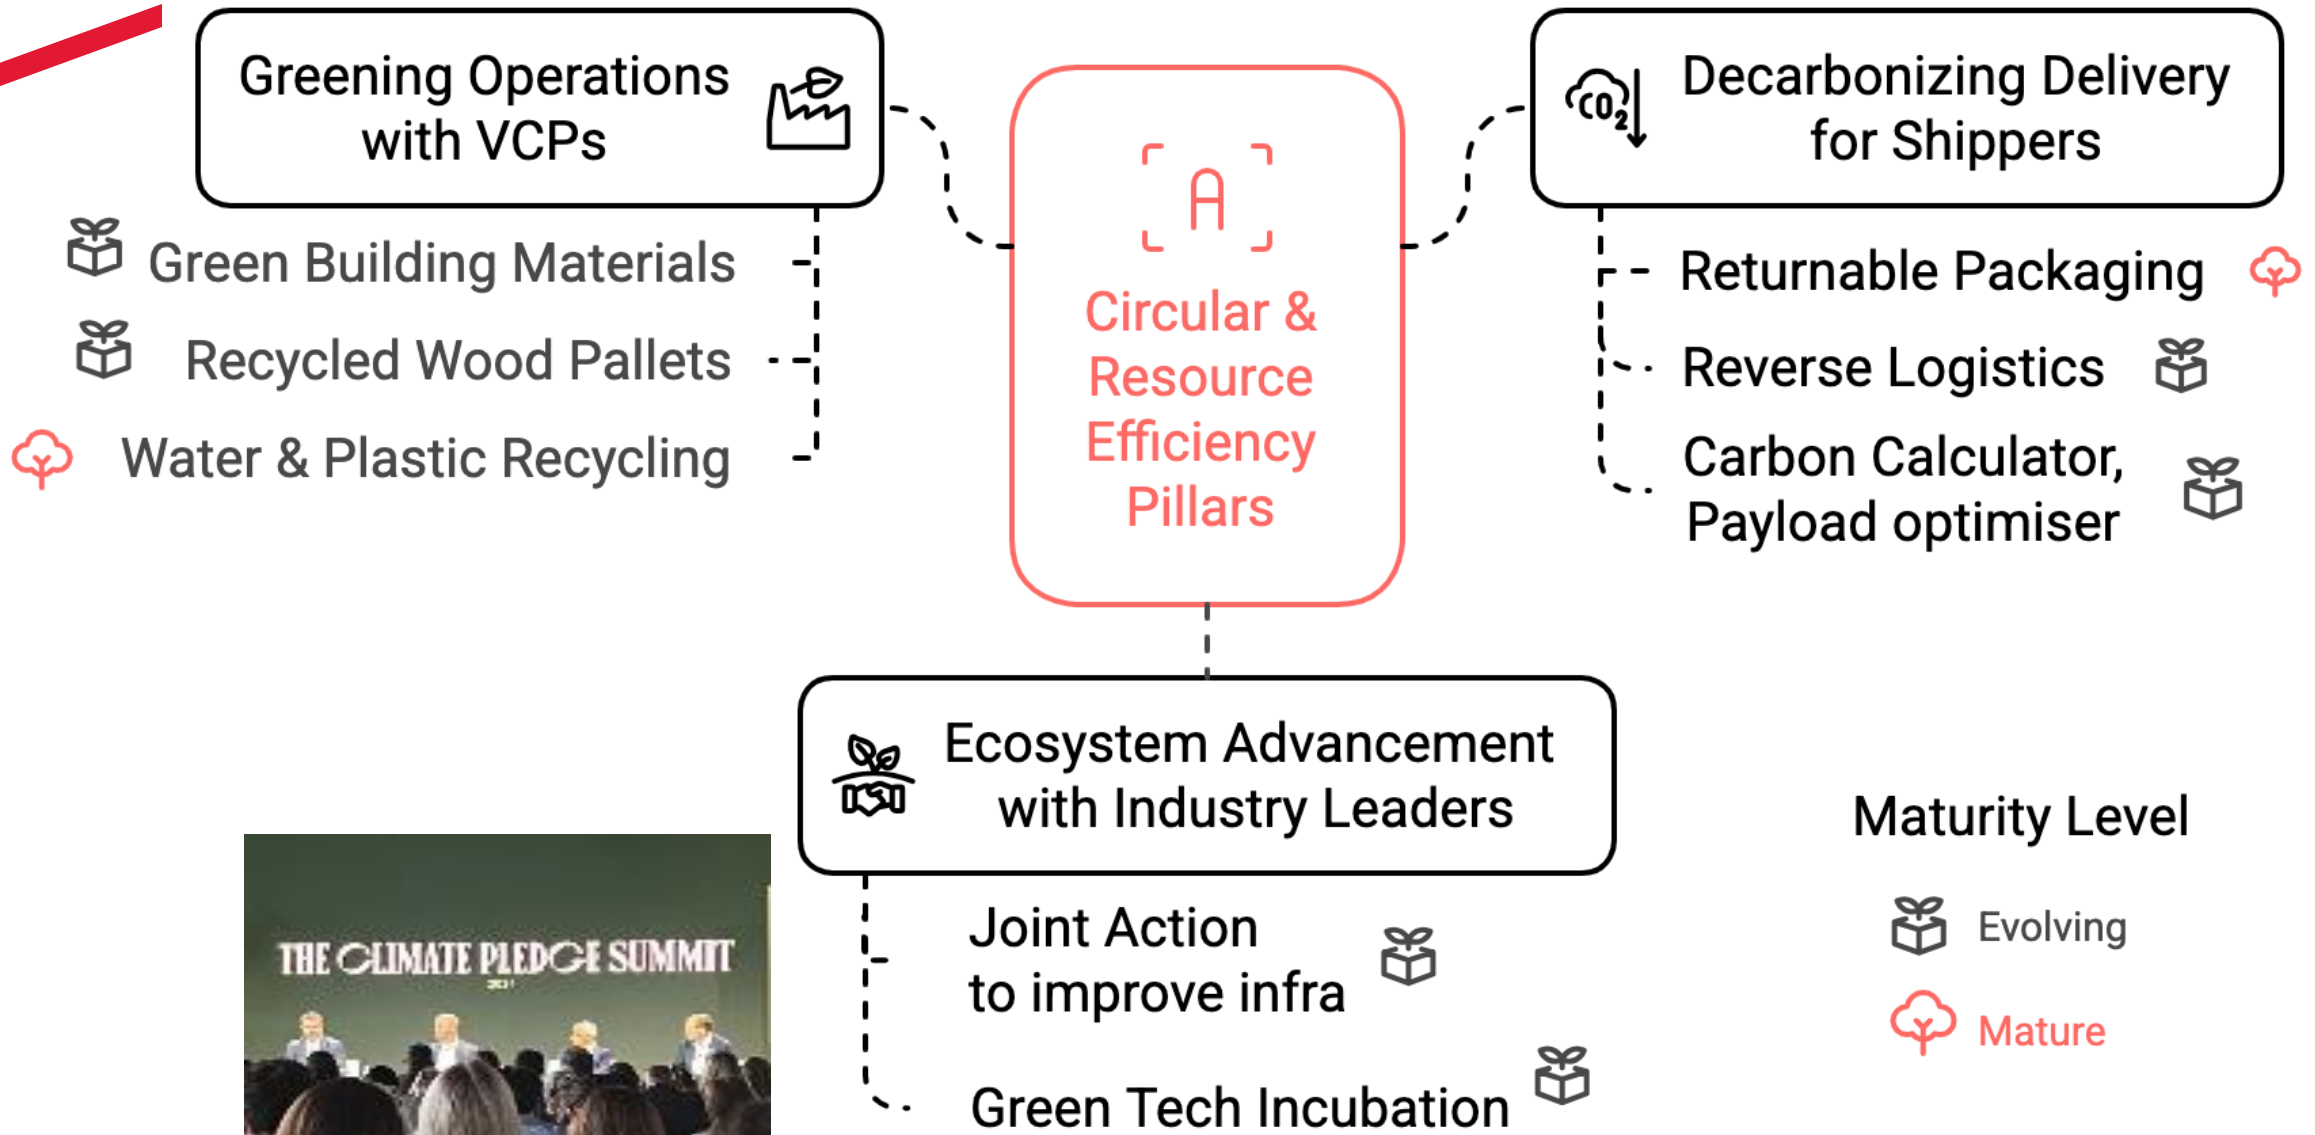 Greening Operations
with VCPs
Green Building Materials
Recycled Wood Pallets
Water & Plastic Recycling
A
Circular &
Resource
Efficiency
Pillars
CO2
Decarbonizing Delivery
for Shippers
Returnable Packaging
Reverse Logistics
Carbon Calculator,
Payload optimiser
Ecosystem Advancement
with Industry Leaders
Joint Action
to improve infra
Green Tech Incubation
THE CLIMATE PLEDGE SUMMIT
Maturity Level
Evolving
Mature